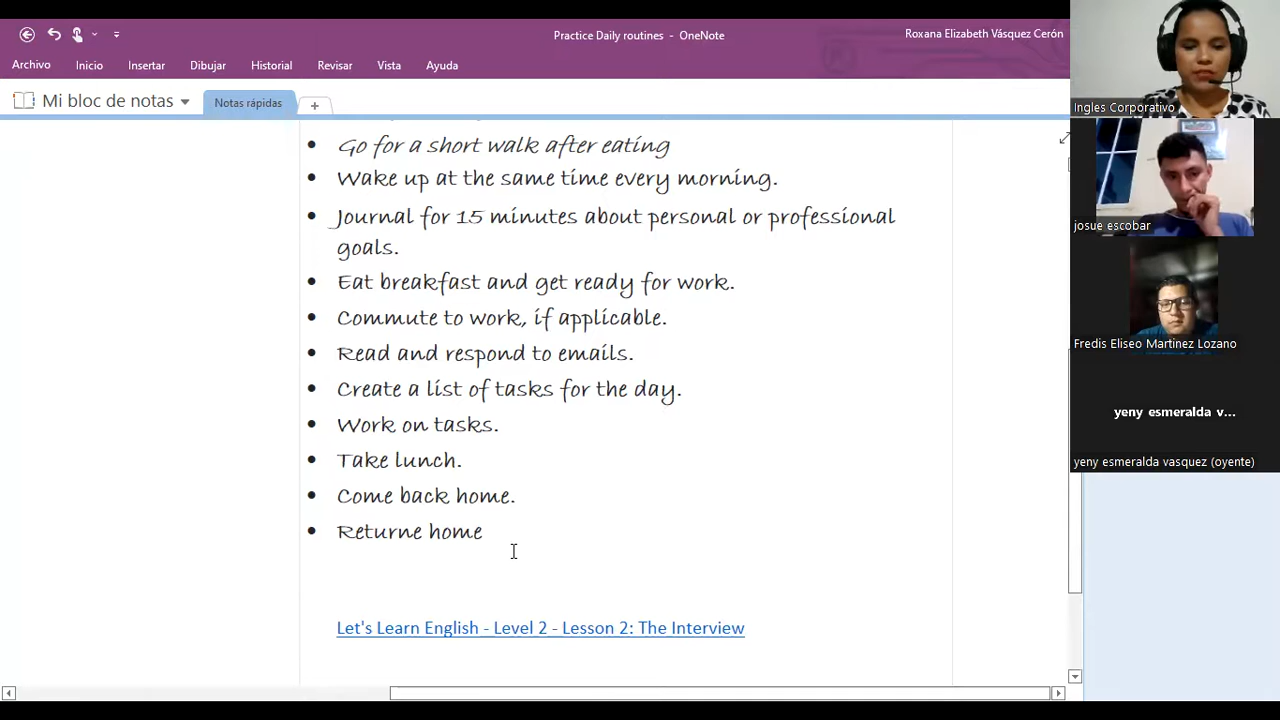 Practice Daily routines - OneNote
Roxana Elizabeth Vásquez Cerón
Archivo Inicio Insertar Dibujar Historial Revisar Vista Ayuda
Mi bloc de notas Notas rápidas +
• Go for a short walk after eating
• Wake up at the same time every morning.
• Journal for 15 minutes about personal or professional
goals.
• Eat breakfast and get ready for work.
• Commute to work, if applicable.
• Read and respond to emails.
• Create a list of tasks for the day.
• Work on tasks.
• Take lunch.
• Come back home.
• Returne home
Let's Learn English - Level 2 - Lesson 2: The Interview
Ingles Corporativo
josue escobar
Fredis Eliseo Martinez Lozano
yeny esmeralda v...
yeny esmeralda vasquez (oyente)